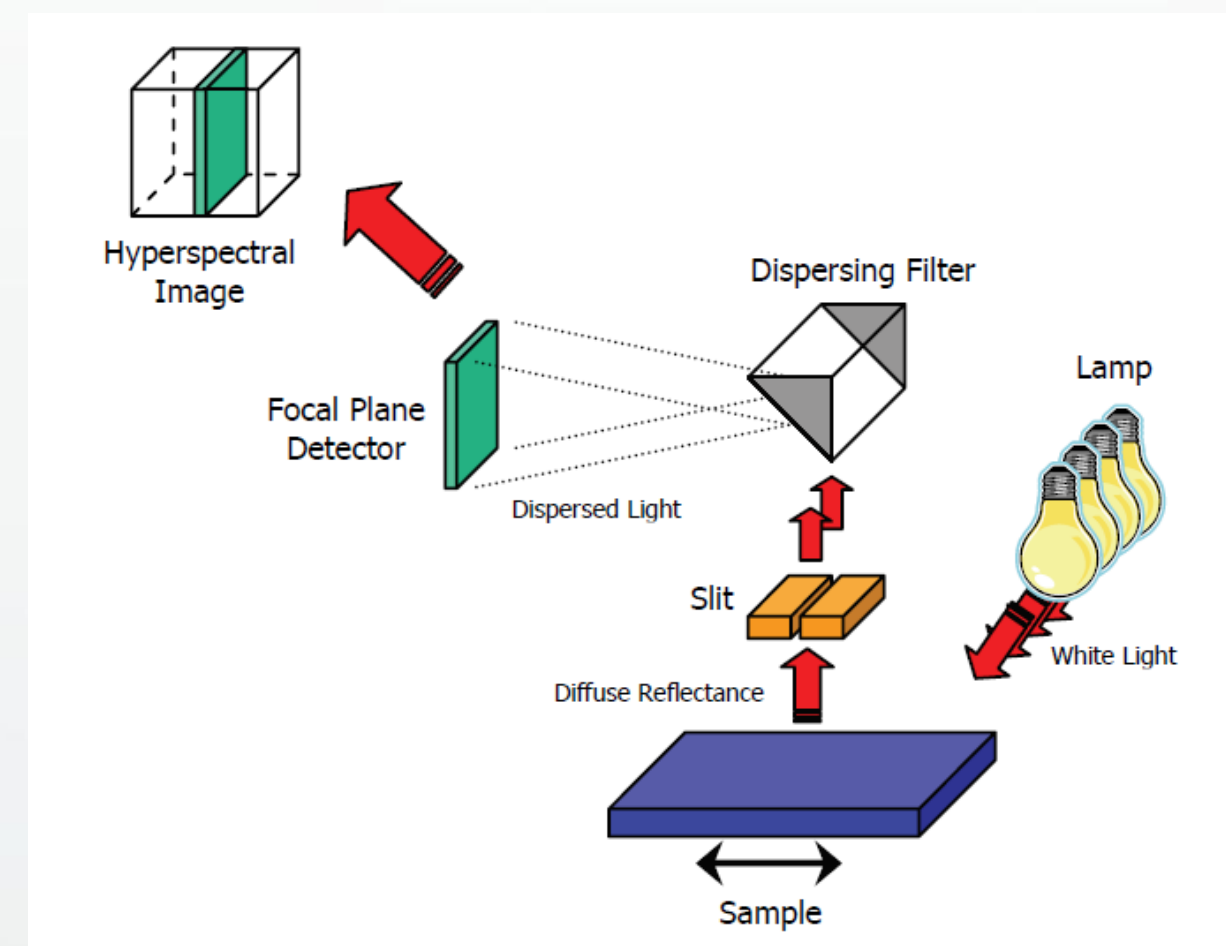 Hyperspectral
Image
Dispersing Filter
Lamp
Focal Plane
Detector
Dispersed Light
Slit
White Light
Diffuse Reflectance
Sample